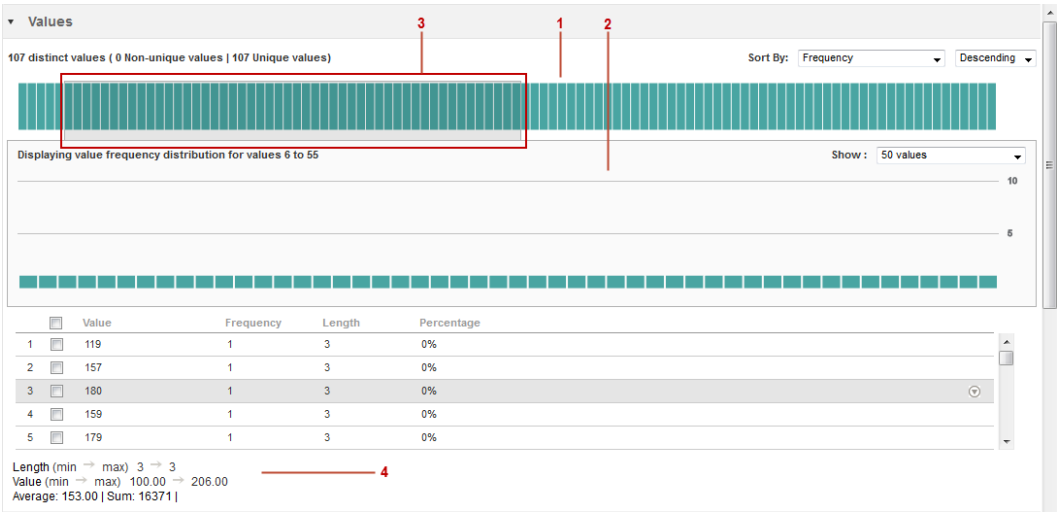 Values
3 1 2
107 distinct values ( 0 Non-unique values | 107 Unique values)
Sort By: Frequency Descending
Displaying value frequency distribution for values 6 to 55
Show : 50 values
10
5
Value Frequency Length Percentage
1 119 1 3 0%
2 157 1 3 0%
3 180 1 3 0%
4 159 1 3 0%
5 179 1 3 0%
Length (min → max) 3 → 3
4
Value (min → max) 100.00 → 206.00
Average: 153.00 | Sum: 16371 |